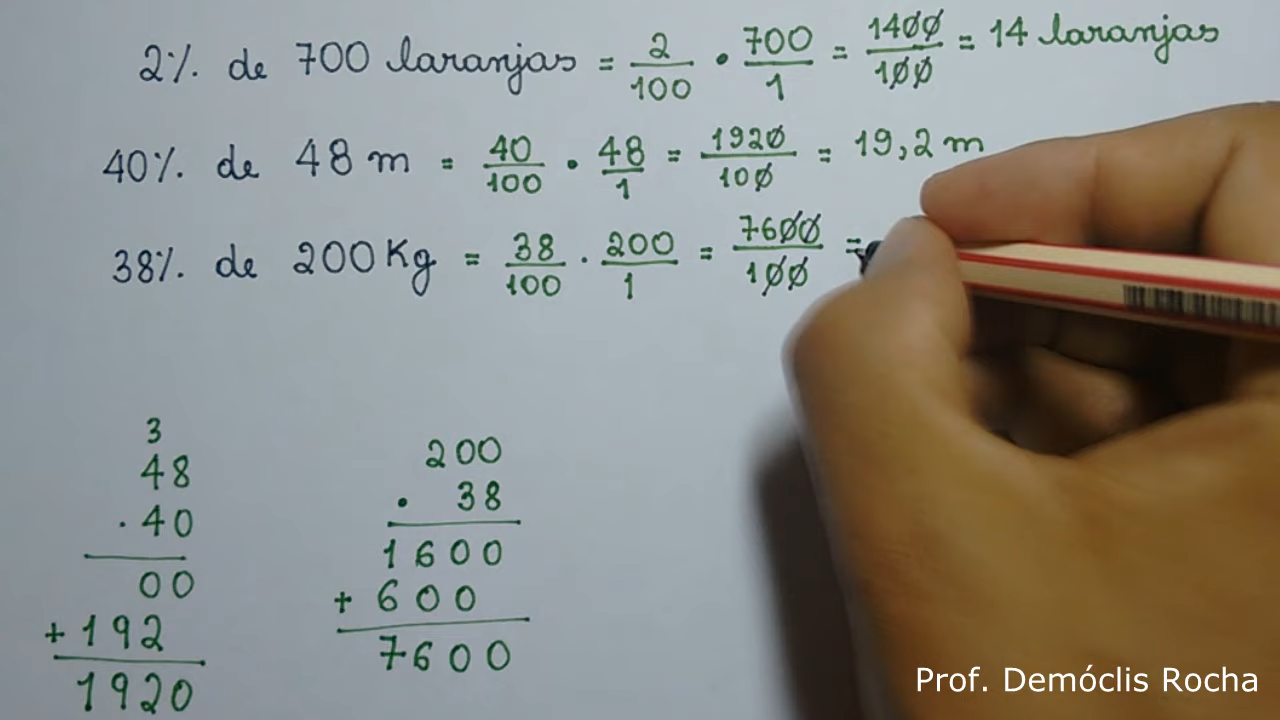 2% de 700 laranjas = 2/100 • 700/1 = 1400/100 = 14 laranjas
40% de 48 m = 40/100 • 48/1 = 1920/100 = 19,2 m
38% de 200 Kg = 38/100 · 200/1 = 7600/100 =
3
48
· 40
00
+ 192
1920
200
• 38
1600
+ 600
7600
Prof. Demóclis Rocha